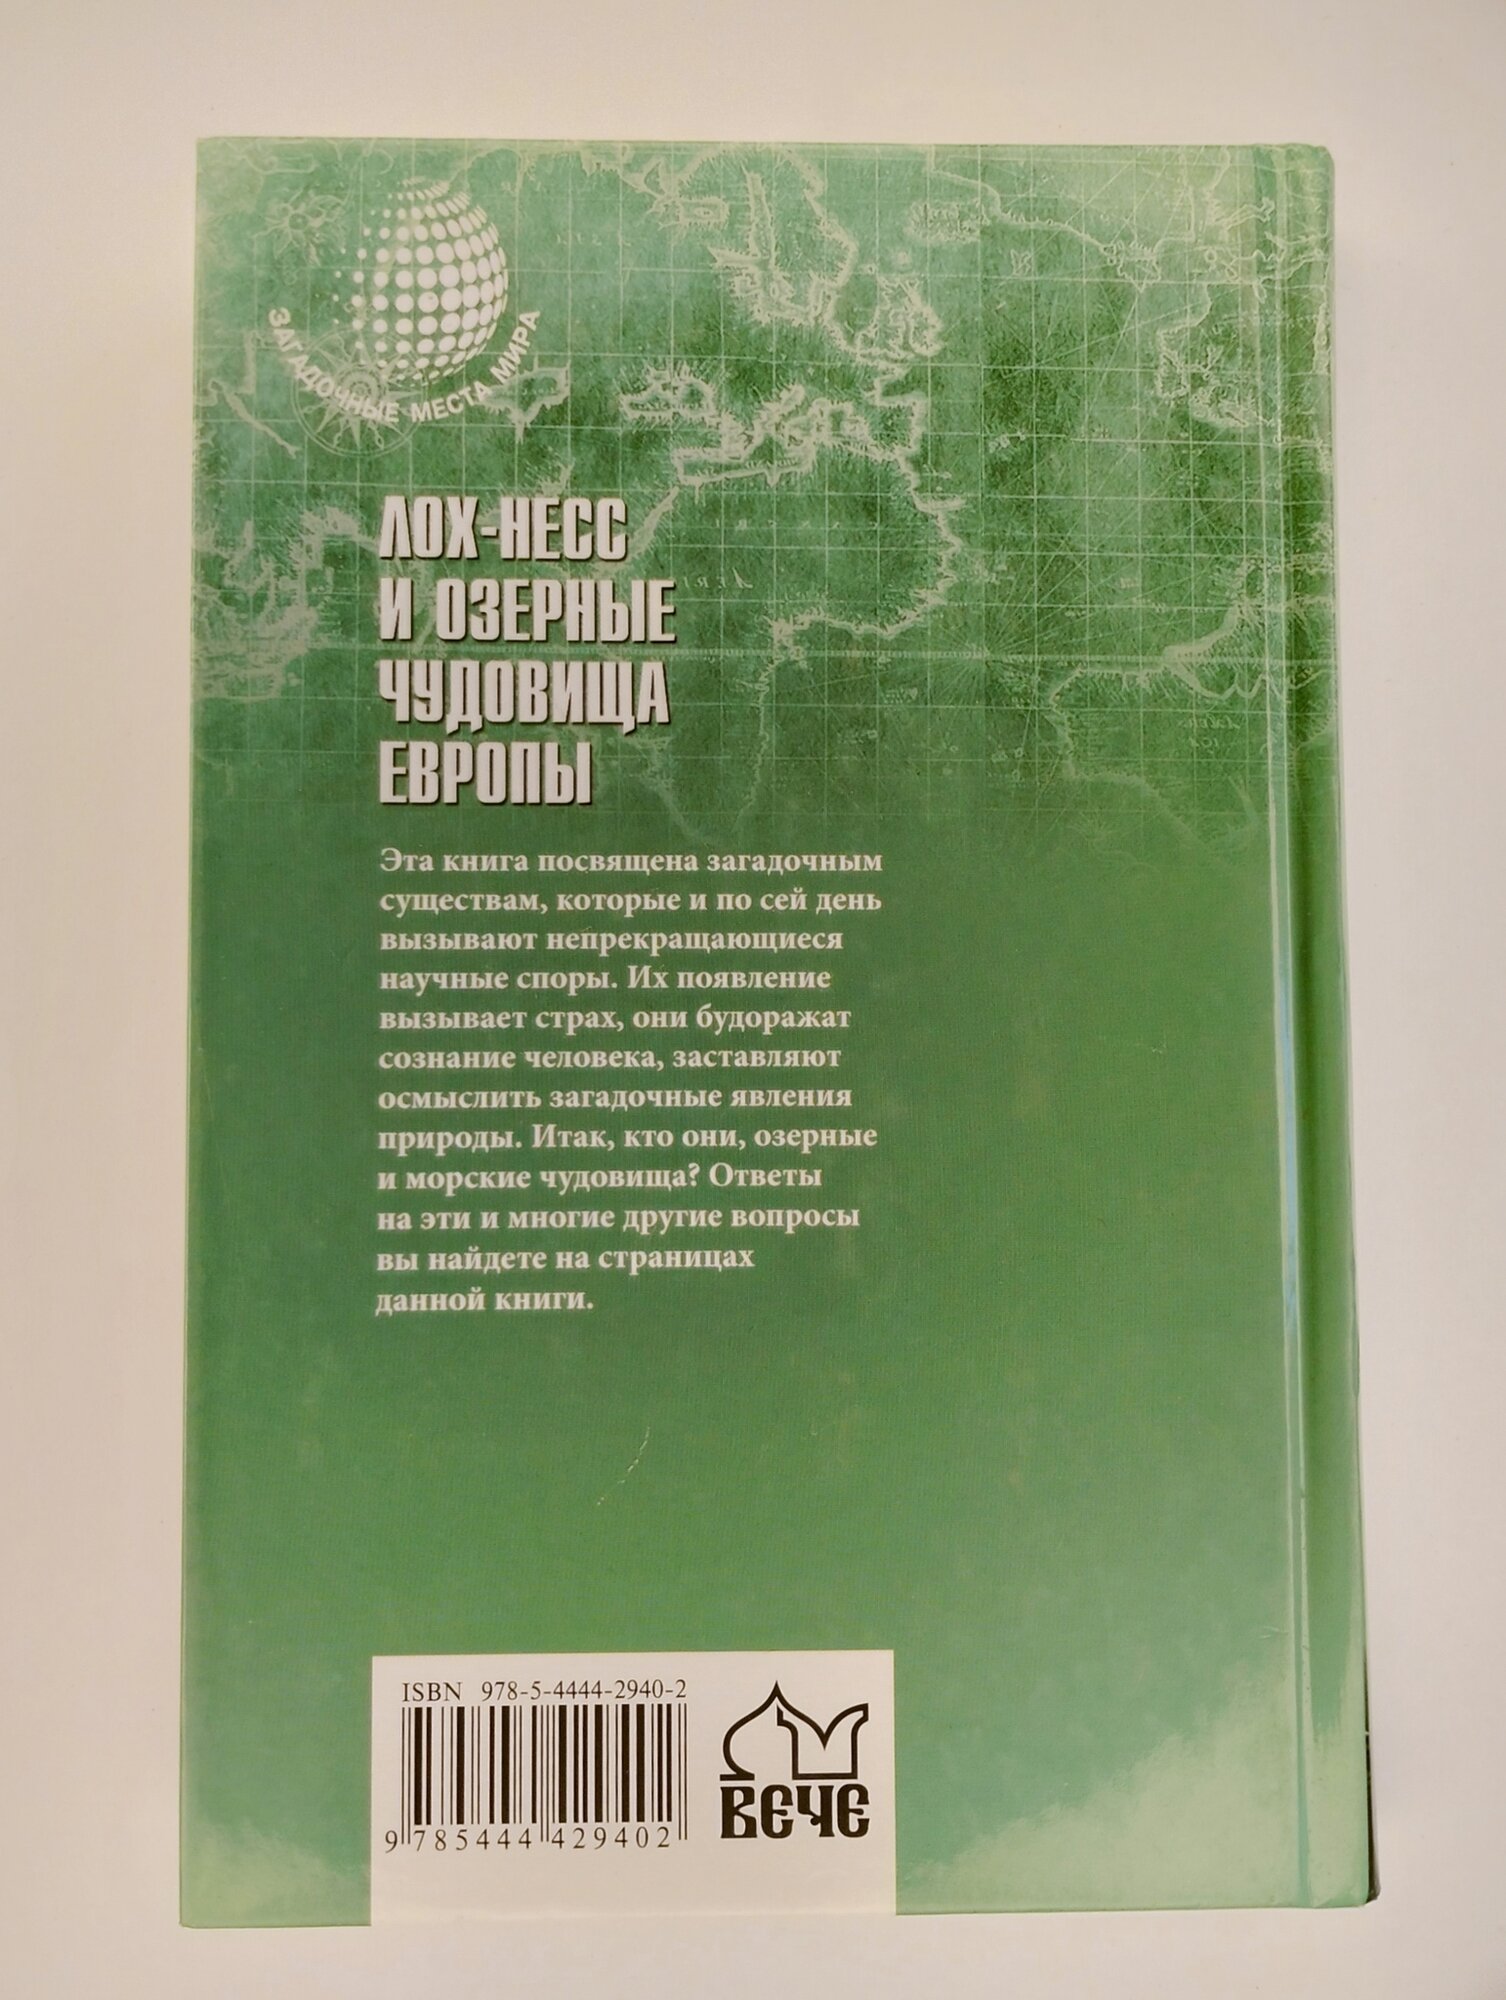 ЗАГАДОЧНЫЕ МЕСТА МИРА
ЛОХ-НЕСС
И ОЗЕРНЫЕ
ЧУДОВИЩА
ЕВРОПЫ
Эта книга посвящена загадочным
существам, которые и по сей день
вызывают непрекращающиеся
научные споры. Их появление
вызывает страх, они будоражат
сознание человека, заставляют
осмыслить загадочные явления
природы. Итак, кто они, озерные
и морские чудовища? Ответы
на эти и многие другие вопросы
вы найдете на страницах
данной книги.
ISBN 978-5-4444-2940-2
9 785444 429402
ВЕЧЕ